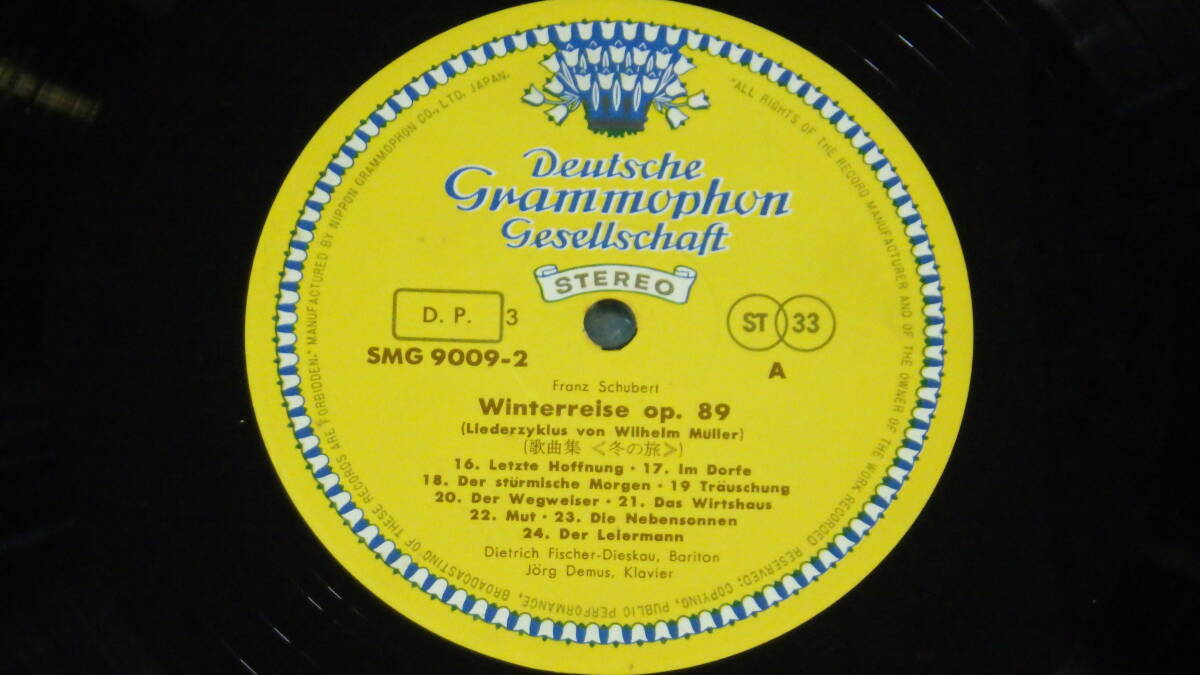 Deutsche
Grammophon
Gesellschaft
STEREO
D. P. 3
SMG 9009-2
ST 33
A
Franz Schubert
Winterreise op. 89
(Liederzyklus von Wilhelm Muller)
(歌曲集 ≪冬の旅≫)
16. Letzte Hoffnung · 17. Im Dorfe
18. Der stürmische Morgen · 19 Träuschung
20. Der Wegweiser · 21. Das Wirtshaus
22. Mut · 23. Die Nebensonnen
24. Der Leiermann
Dietrich Fischer-Dieskau, Bariton
Jörg Demus, Klavier
"ALL RIGHTS OF THE RECORD MANUFACTURER AND OF THE OWNER OF THE WORK RECORDED RESERVED; COPYING, PUBLIC PERFORMANCE, BROADCASTING OF THESE RECORDS ARE FORBIDDEN." MANUFACTURED BY NIPPON GRAMMOPHON CO., LTD. JAPAN.